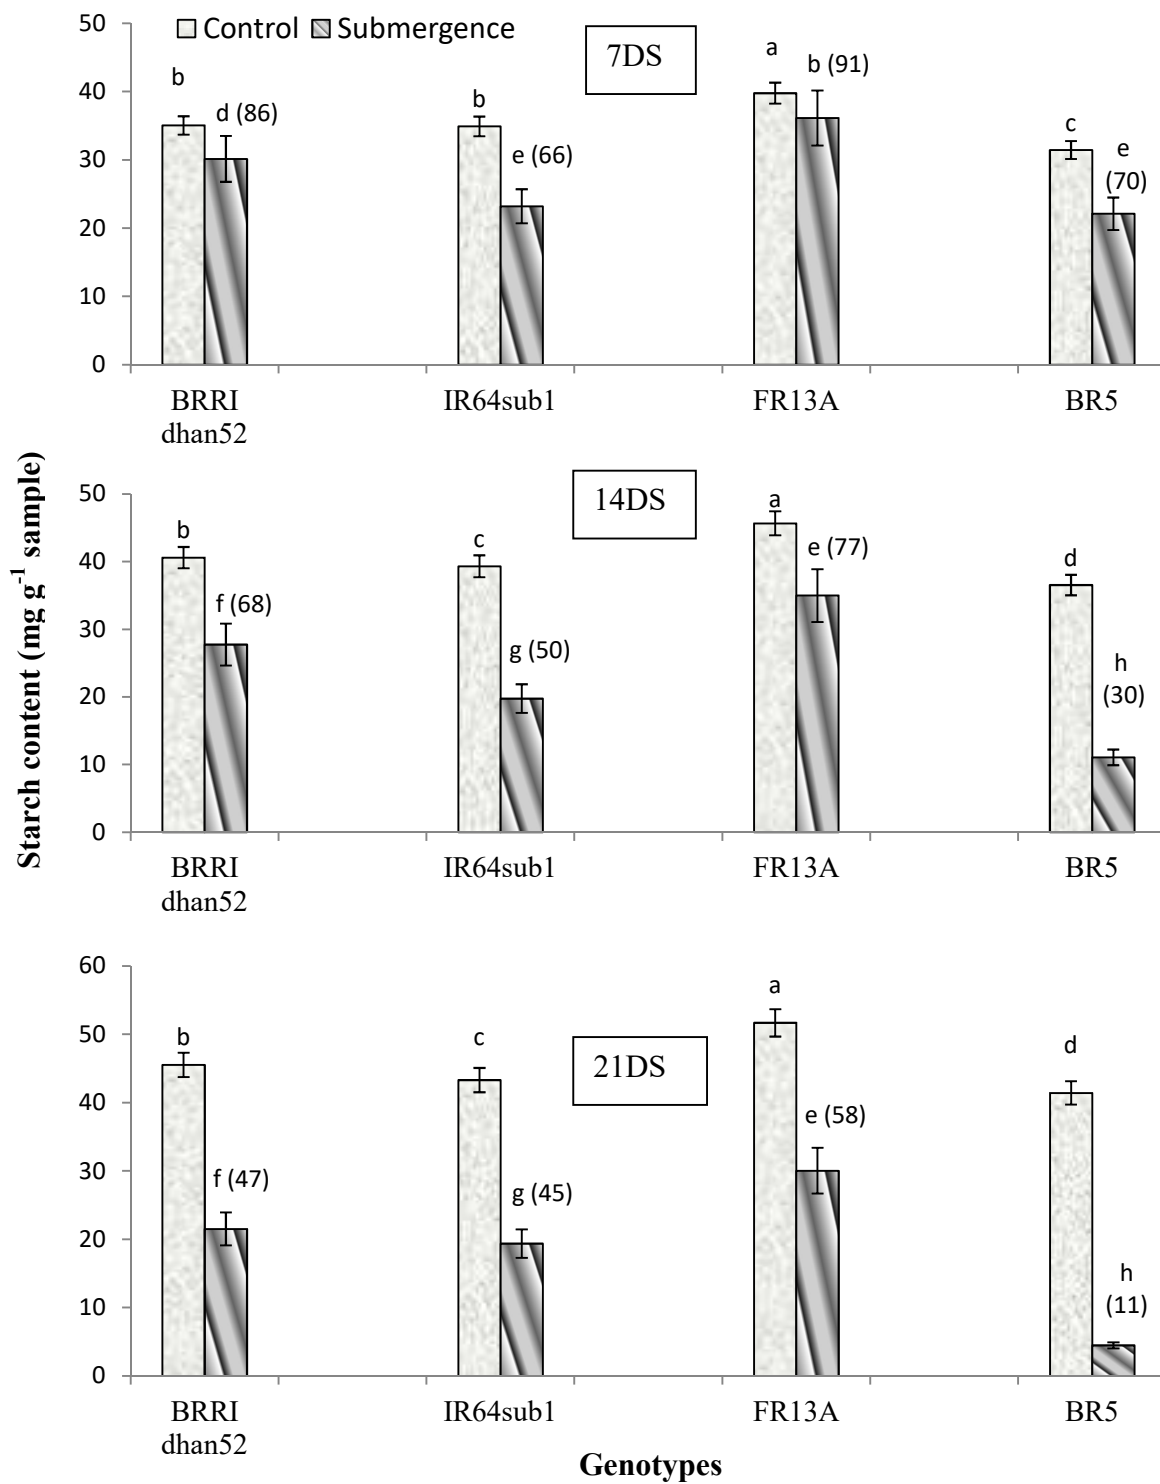 50
Control
Submergence
7DS
a
b
d (86)
b
b (91)
40
e (66)
c
e
(70)
30
20
10
0
BRRI
dhan52
IR64sub1
FR13A
BR5
Starch content (mg g-1 sample)
14DS
50
b
c
a
d
40
f (68)
g (50)
e (77)
h
(30)
30
20
10
0
BRRI
dhan52
IR64sub1
FR13A
BR5
21DS
60
a
50
b
c
d
40
f (47)
g (45)
e (58)
h
(11)
30
20
10
0
BRRI
dhan52
IR64sub1
FR13A
BR5
Genotypes